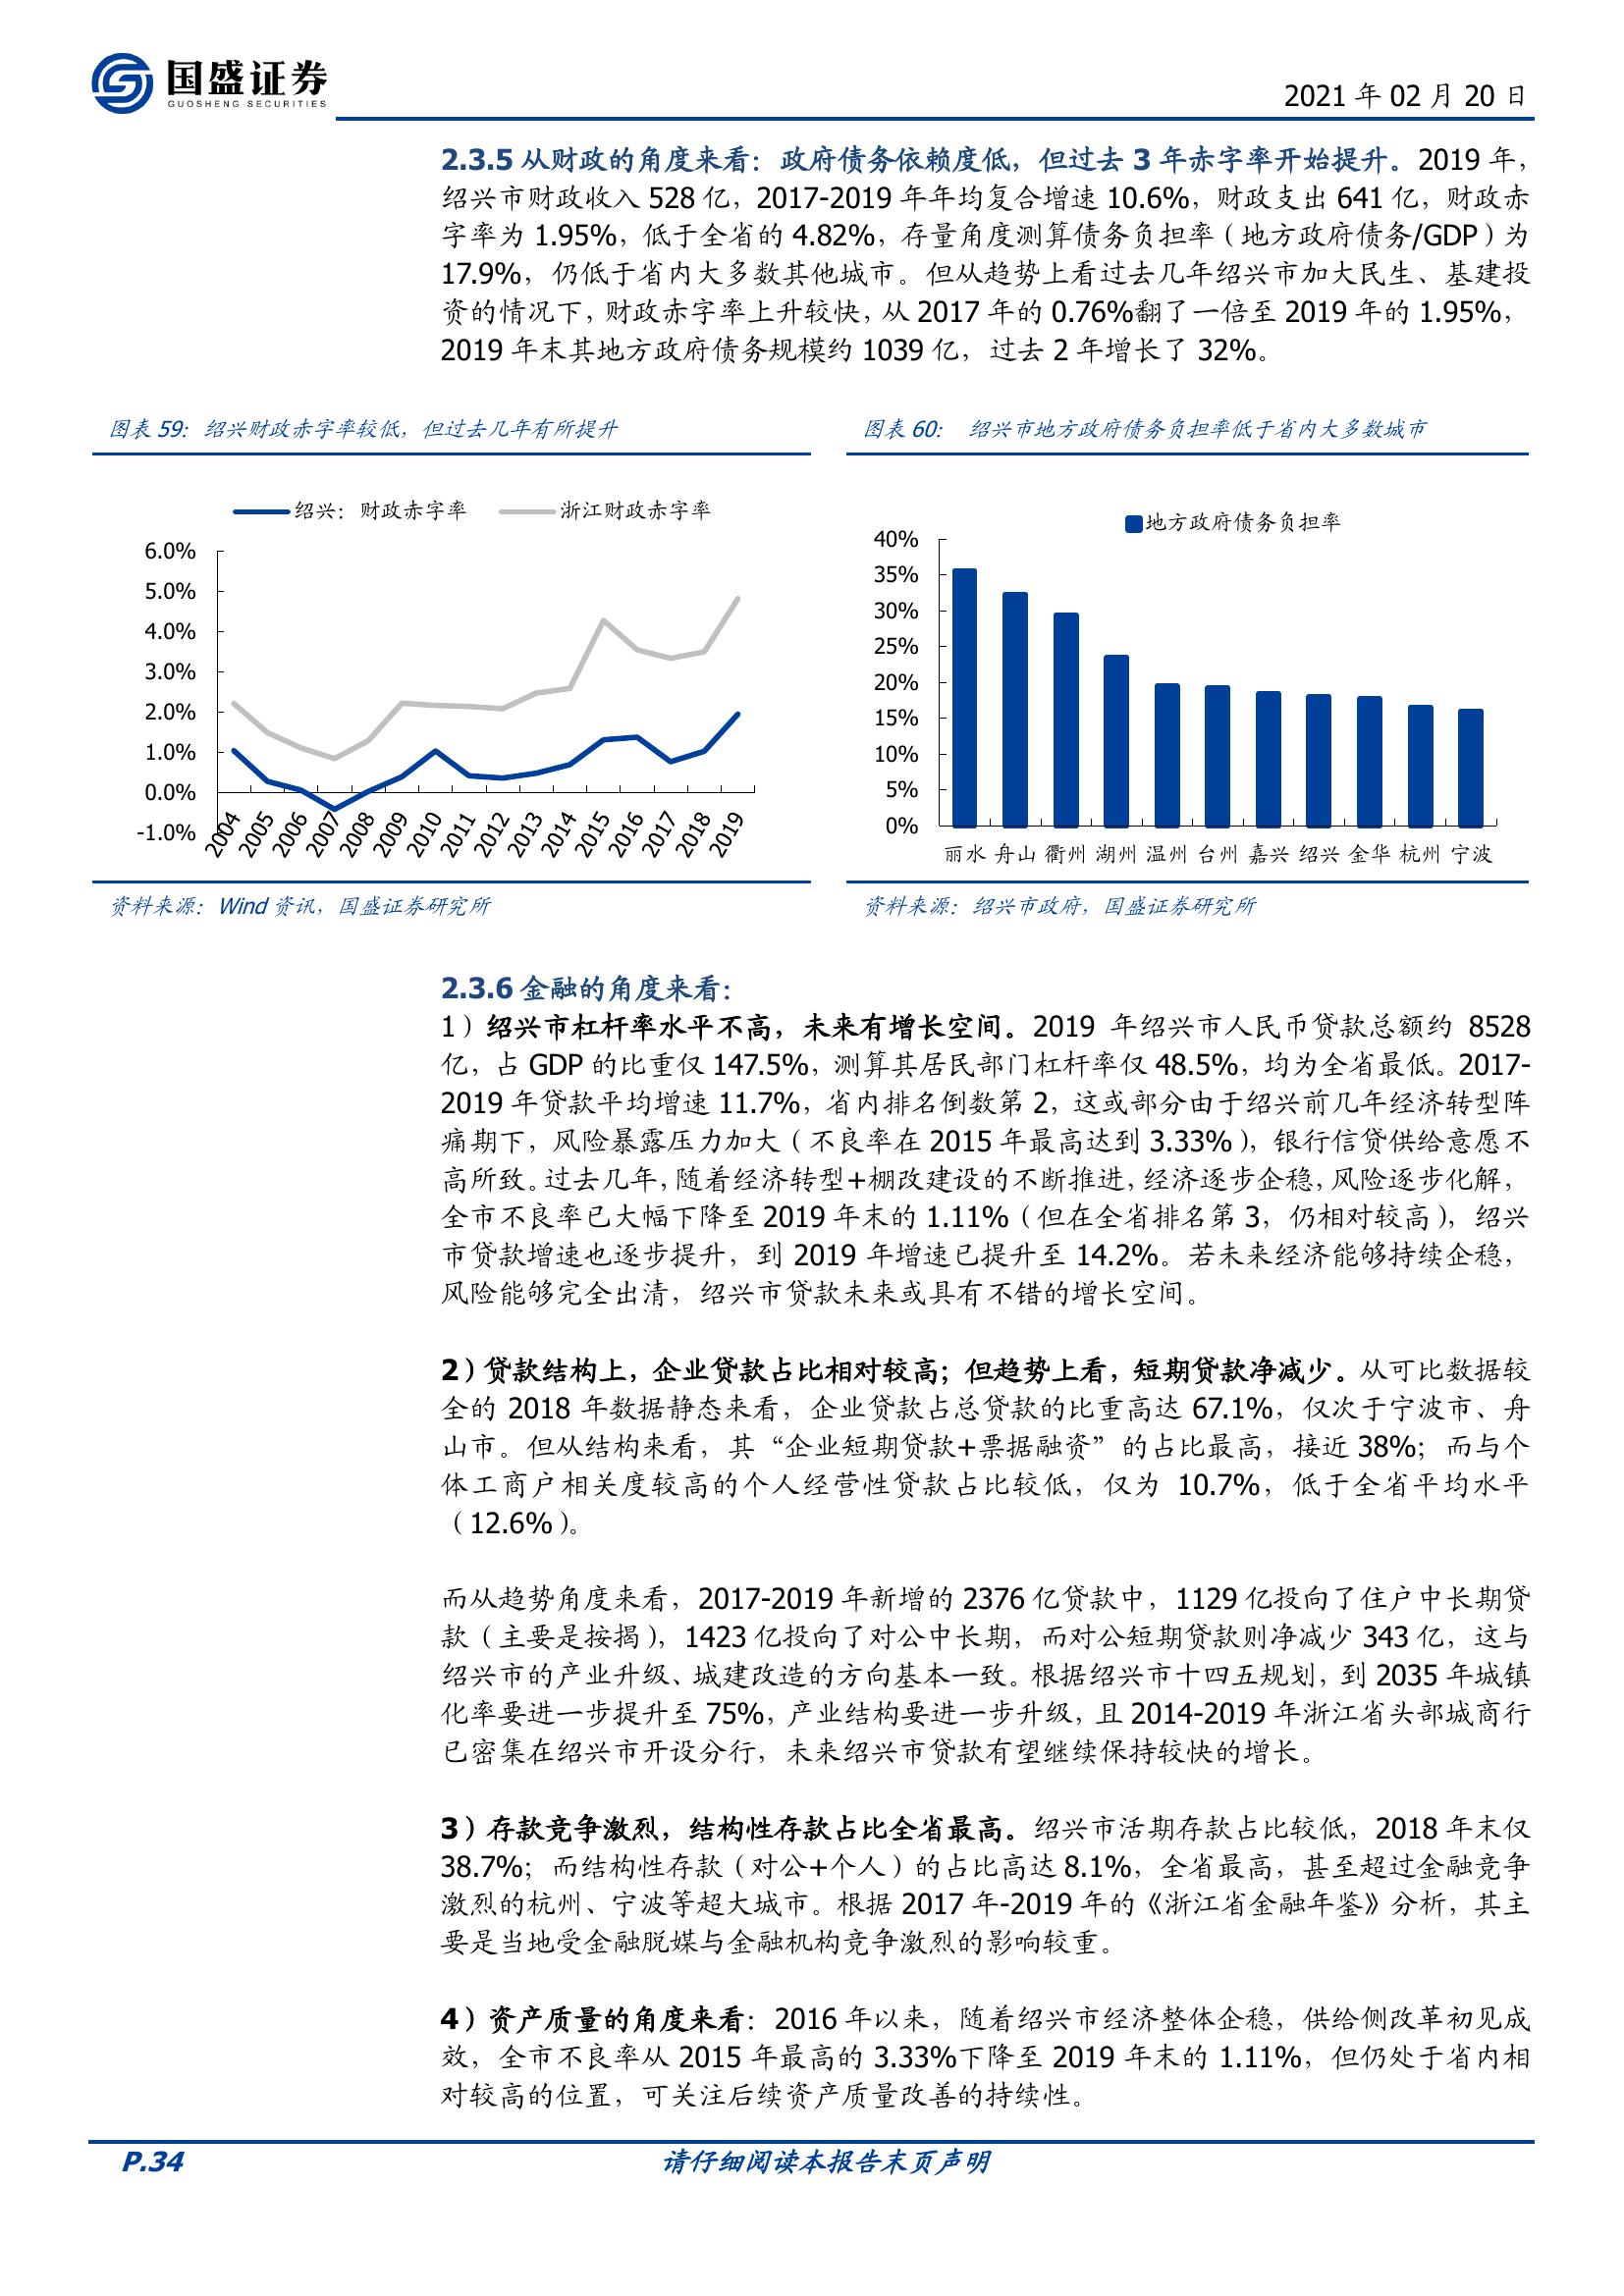 国盛证券
GUOSHENG SECURITIES
2021 年 02 月 20 日
2.3.5 从财政的角度来看：政府债务依赖度低，但过去 3 年赤字率开始提升。2019 年，
绍兴市财政收入 528 亿，2017-2019 年年均复合增速 10.6%，财政支出 641 亿，财政赤
字率为 1.95%，低于全省的 4.82%，存量角度测算债务负担率（地方政府债务/GDP）为
17.9%，仍低于省内大多数其他城市。但从趋势上看过去几年绍兴市加大民生、基建投
资的情况下，财政赤字率上升较快，从 2017 年的 0.76%翻了一倍至 2019 年的 1.95%，
2019 年末其地方政府债务规模约 1039 亿，过去 2 年增长了 32%。
图表 59：绍兴财政赤字率较低，但过去几年有所提升
绍兴：财政赤字率 浙江财政赤字率
6.0%
5.0%
4.0%
3.0%
2.0%
1.0%
0.0%
-1.0%
2004 2005 2006 2007 2008 2009 2010 2011 2012 2013 2014 2015 2016 2017 2018 2019
资料来源：Wind 资讯，国盛证券研究所
图表 60： 绍兴市地方政府债务负担率低于省内大多数城市
地方政府债务负担率
40%
35%
30%
25%
20%
15%
10%
5%
0%
丽水 舟山 衢州 湖州 温州 台州 嘉兴 绍兴 金华 杭州 宁波
资料来源：绍兴市政府，国盛证券研究所
2.3.6 金融的角度来看：
1）绍兴市杠杆率水平不高，未来有增长空间。2019 年绍兴市人民币贷款总额约 8528
亿，占 GDP 的比重仅 147.5%，测算其居民部门杠杆率仅 48.5%，均为全省最低。2017-
2019 年贷款平均增速 11.7%，省内排名倒数第 2，这或部分由于绍兴前几年经济转型阵
痛期下，风险暴露压力加大（不良率在 2015 年最高达到 3.33%），银行信贷供给意愿不
高所致。过去几年，随着经济转型+棚改建设的不断推进，经济逐步企稳，风险逐步化解，
全市不良率已大幅下降至 2019 年末的 1.11%（但在全省排名第 3，仍相对较高），绍兴
市贷款增速也逐步提升，到 2019 年增速已提升至 14.2%。若未来经济能够持续企稳，
风险能够完全出清，绍兴市贷款未来或具有不错的增长空间。
2）贷款结构上，企业贷款占比相对较高；但趋势上看，短期贷款净减少。从可比数据较
全的 2018 年数据静态来看，企业贷款占总贷款的比重高达 67.1%，仅次于宁波市、舟
山市。但从结构来看，其“企业短期贷款+票据融资”的占比最高，接近 38%；而与个
体工商户相关度较高的个人经营性贷款占比较低，仅为 10.7%，低于全省平均水平
（12.6%）。
而从趋势角度来看，2017-2019 年新增的 2376 亿贷款中，1129 亿投向了住户中长期贷
款（主要是按揭），1423 亿投向了对公中长期，而对公短期贷款则净减少 343 亿，这与
绍兴市的产业升级、城建改造的方向基本一致。根据绍兴市十四五规划，到 2035 年城镇
化率要进一步提升至 75%，产业结构要进一步升级，且 2014-2019 年浙江省头部城商行
已密集在绍兴市开设分行，未来绍兴市贷款有望继续保持较快的增长。
3）存款竞争激烈，结构性存款占比全省最高。绍兴市活期存款占比较低，2018 年末仅
38.7%；而结构性存款（对公+个人）的占比高达 8.1%，全省最高，甚至超过金融竞争
激烈的杭州、宁波等超大城市。根据 2017 年-2019 年的《浙江省金融年鉴》分析，其主
要是当地受金融脱媒与金融机构竞争激烈的影响较重。
4）资产质量的角度来看：2016 年以来，随着绍兴市经济整体企稳，供给侧改革初见成
效，全市不良率从 2015 年最高的 3.33%下降至 2019 年末的 1.11%，但仍处于省内相
对较高的位置，可关注后续资产质量改善的持续性。
P.34
请仔细阅读本报告末页声明